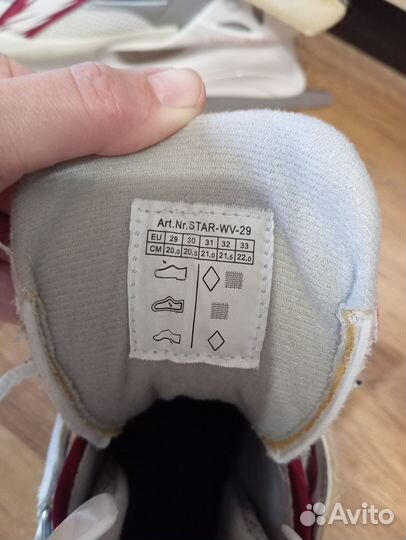 Art.Nr.STAR-WV-29
EU 29 30 31 32 33
CM 20,0 20,5 21,0 21,5 22,0
Avito